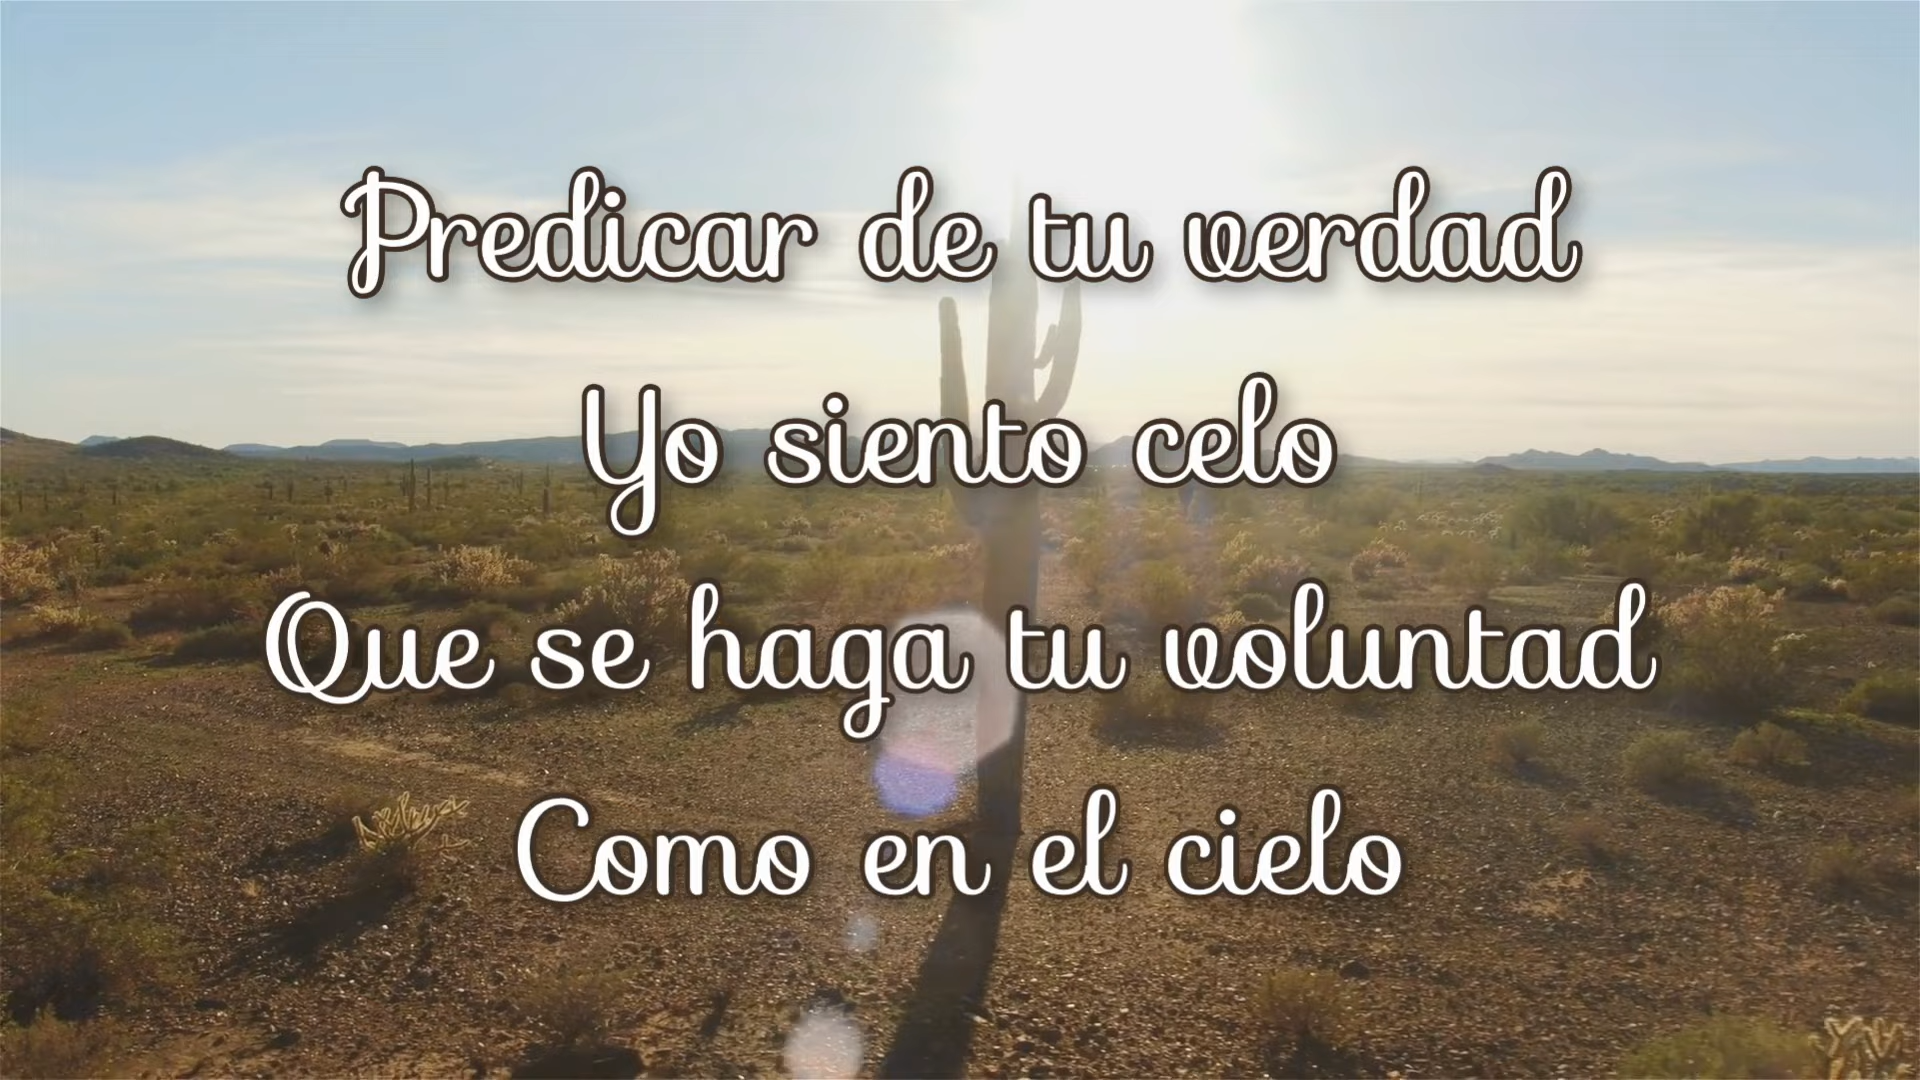 Predicar de tu verdad
Yo siento celo
Que se haga tu voluntad
Como en el cielo